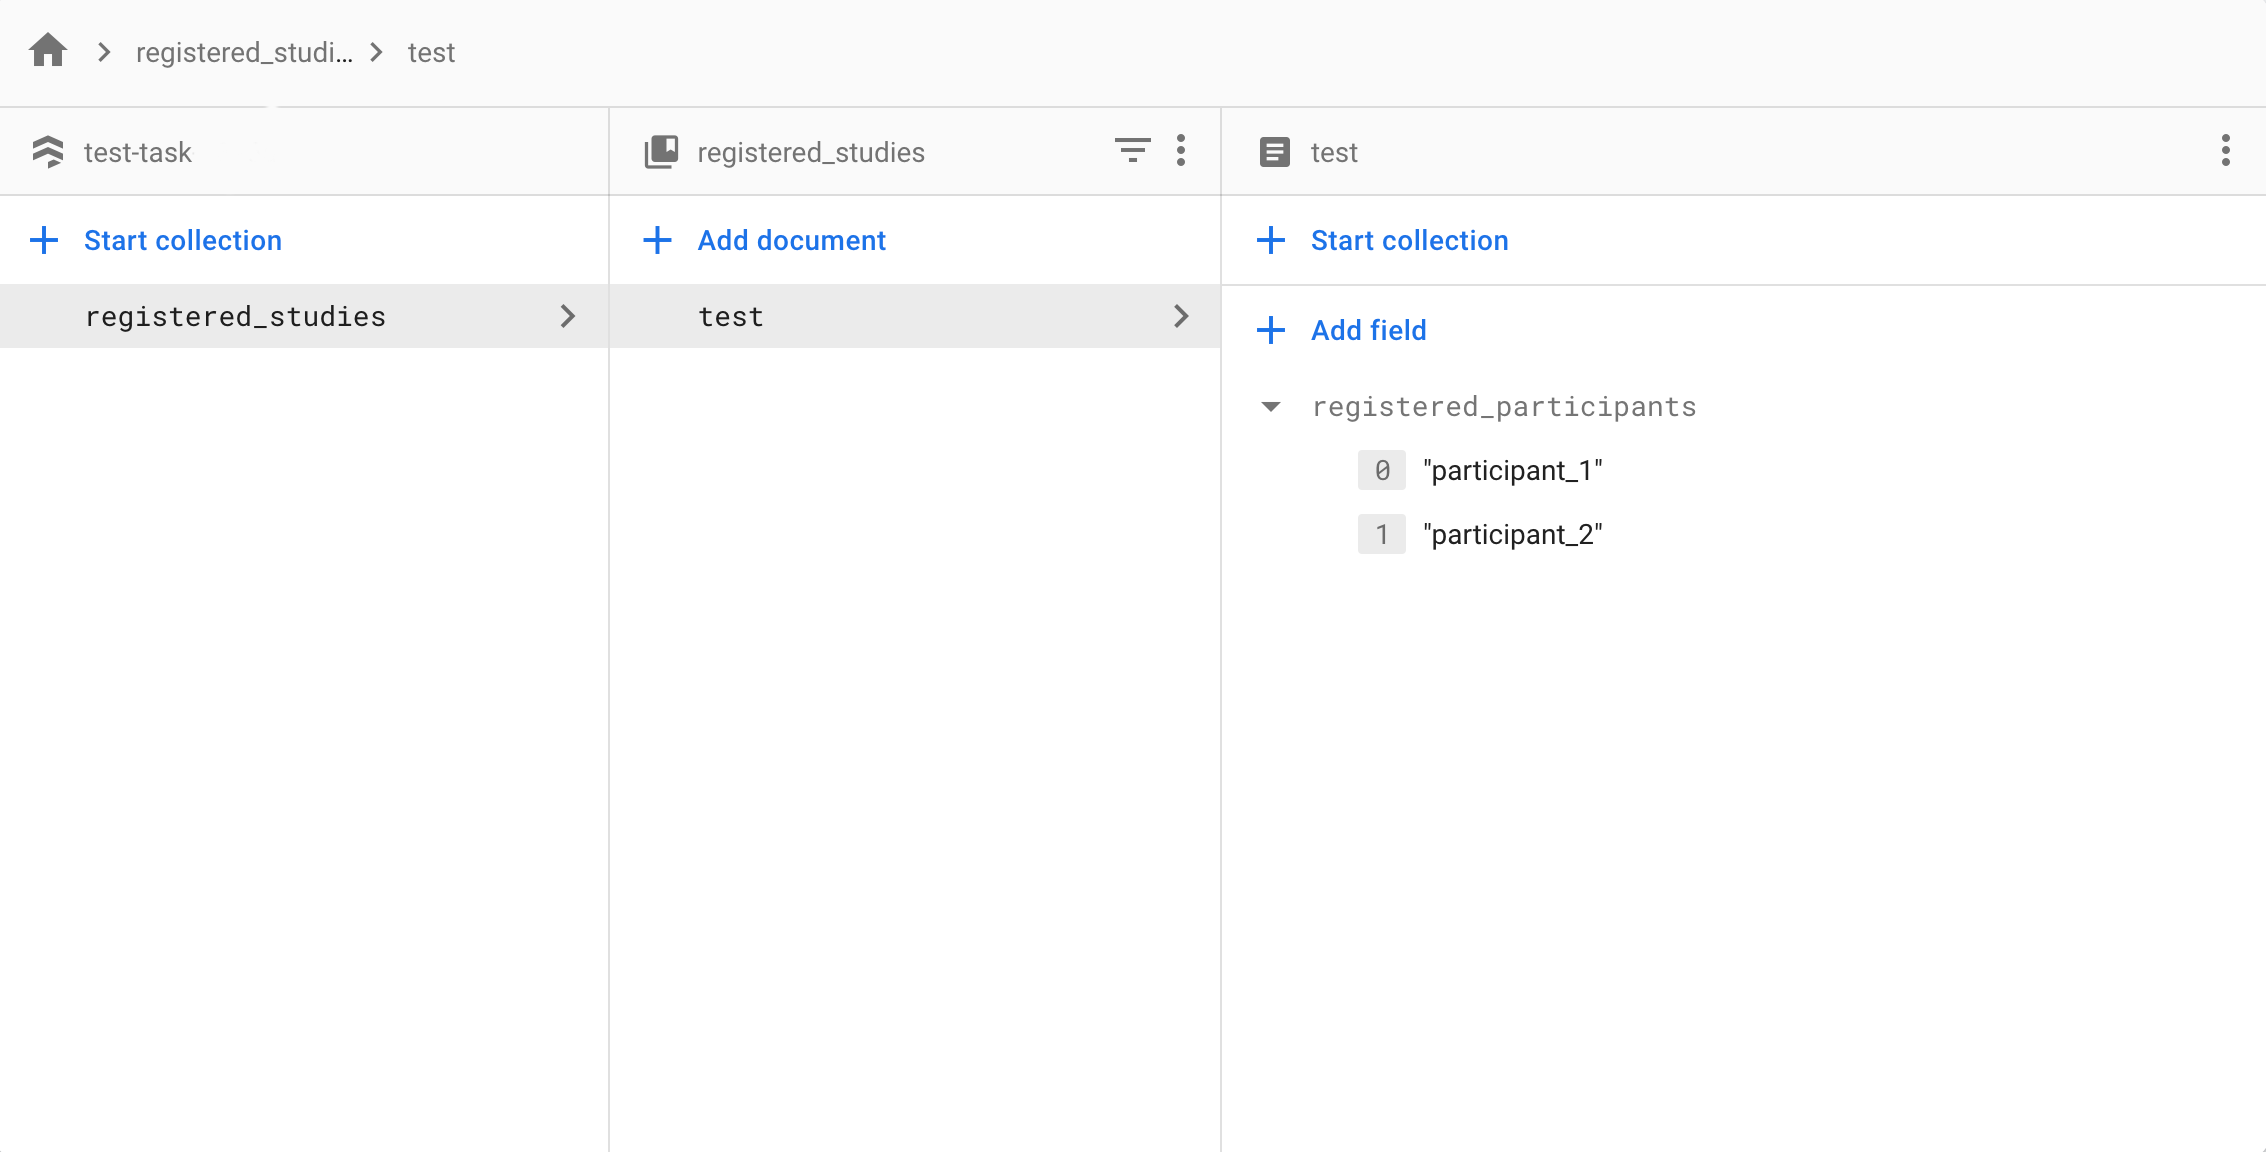 registered_studi... test
test-task
Start collection
registered_studies
registered_studies
Add document
test
test
Start collection
Add field
registered_participants
0 "participant_1"
1 "participant_2"